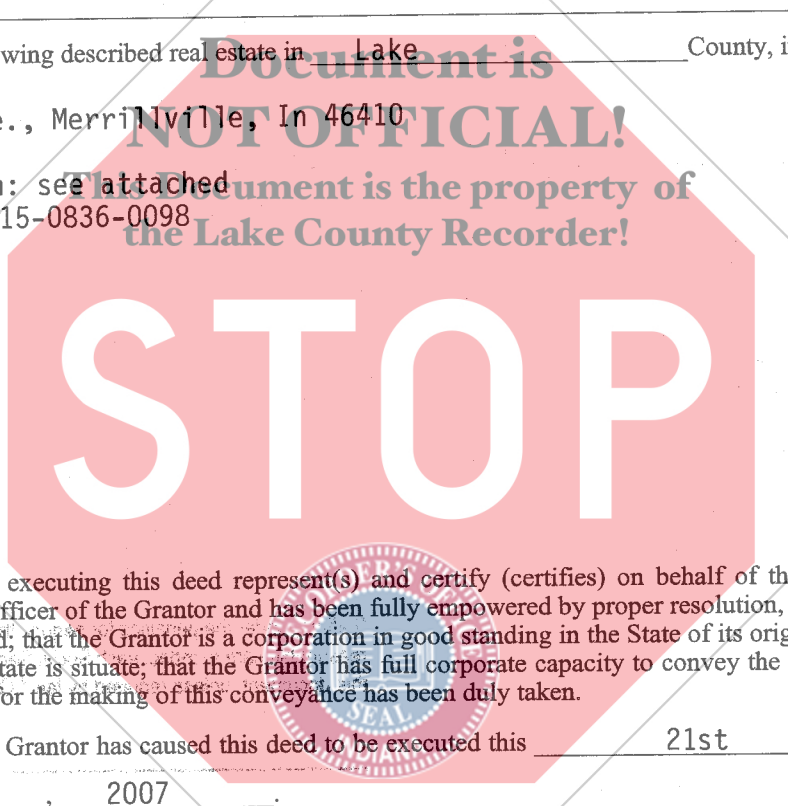 wing described real estate in Lake County, i
Document is
e., Merrillville, In 46410
NOT OFFICIAL!
: see attached
This Document is the property of
15-0836-0098
the Lake County Recorder!
STOP
executing this deed represent(s) and certify (certifies) on behalf of th
fficer of the Grantor and has been fully empowered by proper resolution,
d; that the Grantor is a corporation in good standing in the State of its orig
tate is situate; that the Grantor has full corporate capacity to convey the
or the making of this conveyance has been duly taken.
RECORDER'S OFFICE
SEAL
INDIANA
Grantor has caused this deed to be executed this 21st
, 2007 .